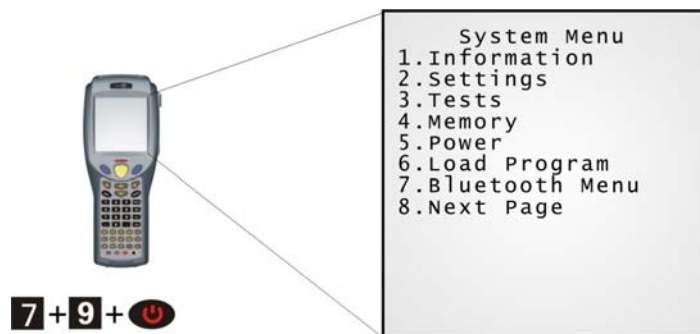 System Menu
1.Information
2.Settings
3.Tests
4.Memory
5.Power
6.Load Program
7.Bluetooth Menu
8.Next Page
7+9+